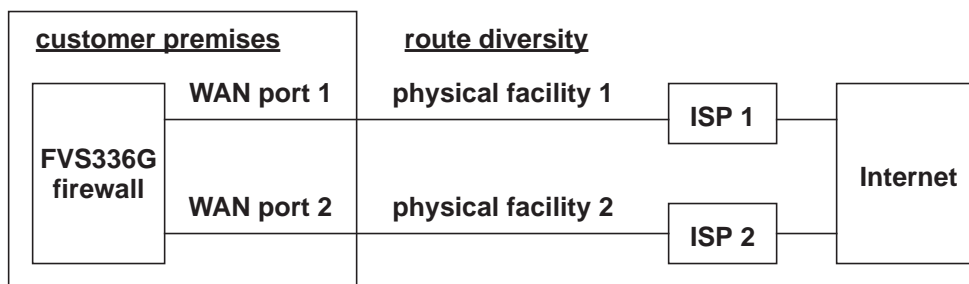 customer premises
route diversity
WAN port 1
physical facility 1
ISP 1
FVS336G
firewall
Internet
WAN port 2
physical facility 2
ISP 2